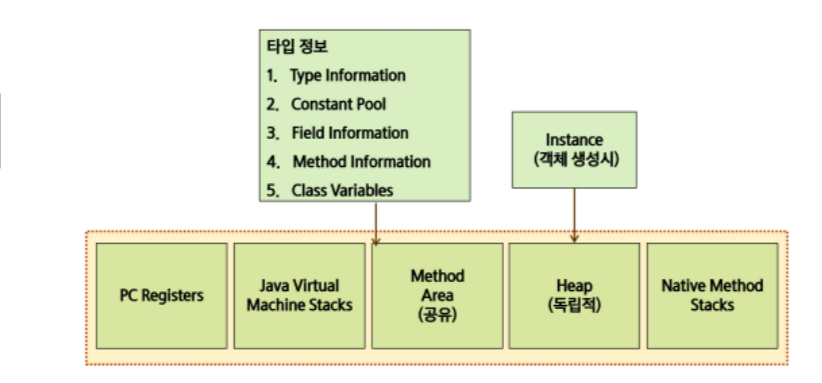 타입 정보
1. Type Information
2. Constant Pool
3. Field Information
4. Method Information
5. Class Variables
Instance
(객체 생성시)
PC Registers
Java Virtual
Machine Stacks
Method
Area
(공유)
Heap
(독립적)
Native Method
Stacks